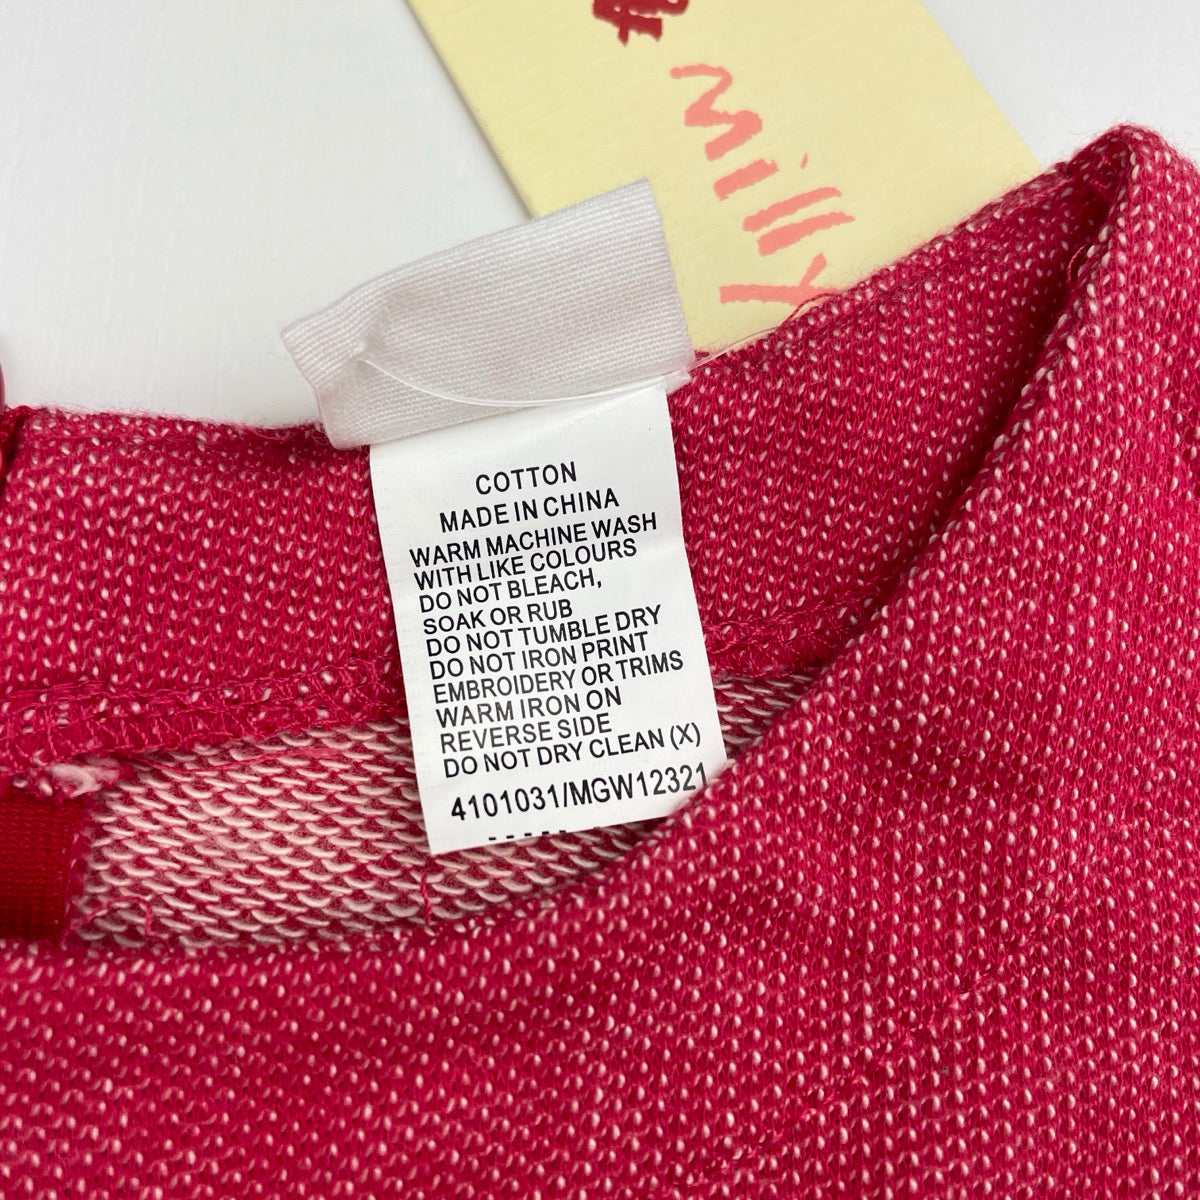 milly
COTTON
MADE IN CHINA
WARM MACHINE WASH
WITH LIKE COLOURS
DO NOT BLEACH,
SOAK OR RUB
DO NOT TUMBLE DRY
DO NOT IRON PRINT
EMBROIDERY OR TRIMS
WARM IRON ON
REVERSE SIDE
DO NOT DRY CLEAN (X)
4101031/MGW12321